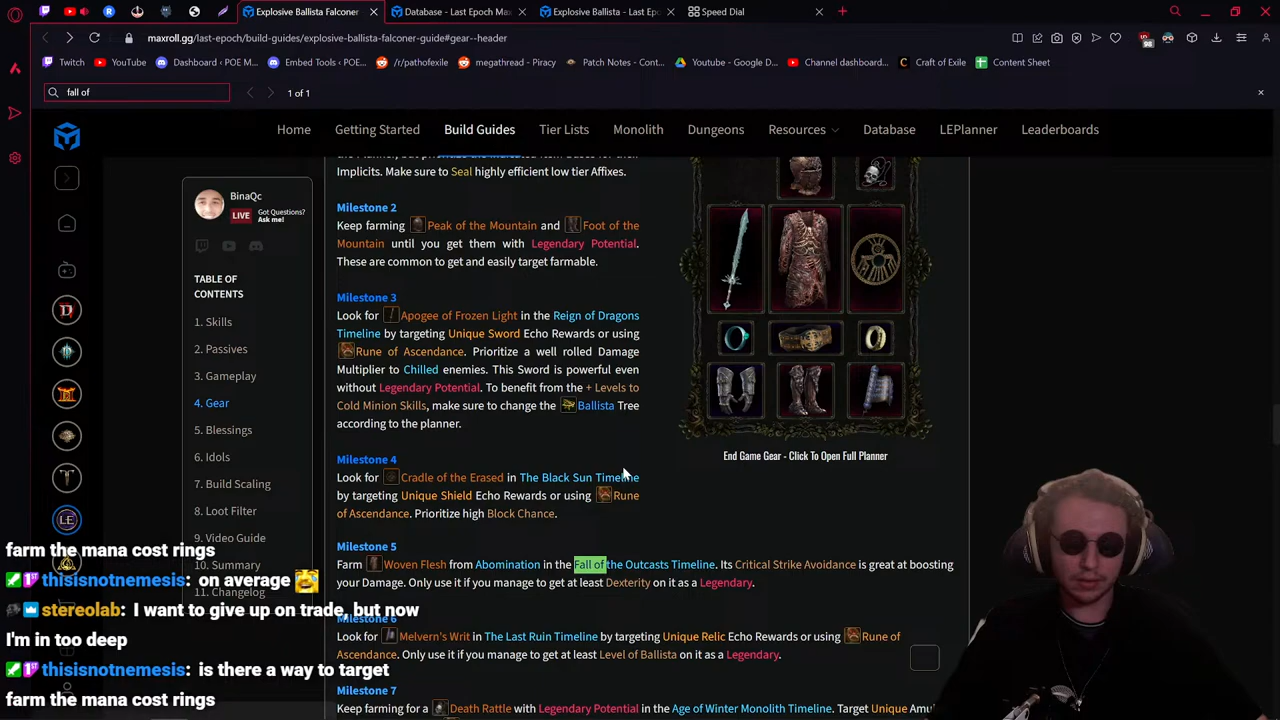 Explosive Ballista Falconer
Database - Last Epoch Max...
Explosive Ballista - Last Ep...
Speed Dial
maxroll.gg/last-epoch/build-guides/explosive-ballista-falconer-guide#gear--header
98
Twitch
YouTube
Dashboard ‹ POE M...
Embed Tools ‹ POE...
/r/pathofexile
megathread - Piracy
Patch Notes - Cont...
Youtube - Google D...
Channel dashboard...
Craft of Exile
Content Sheet
fall of
1 of 1
Home
Getting Started
Build Guides
Tier Lists
Monolith
Dungeons
Resources
Database
LEPlanner
Leaderboards
BinaQc
LIVE
Got Questions?
Ask me!
TABLE OF
CONTENTS
1. Skills
2. Passives
3. Gameplay
4. Gear
5. Blessings
6. Idols
7. Build Scaling
8. Loot Filter
9. Video Guide
10. Summary
11. Changelog
Implicits. Make sure to Seal highly efficient low tier Affixes.
Milestone 2
Keep farming Peak of the Mountain and Foot of the
Mountain until you get them with Legendary Potential.
These are common to get and easily target farmable.
Milestone 3
Look for Apogee of Frozen Light in the Reign of Dragons
Timeline by targeting Unique Sword Echo Rewards or using
Rune of Ascendance. Prioritize a well rolled Damage
Multiplier to Chilled enemies. This Sword is powerful even
without Legendary Potential. To benefit from the + Levels to
Cold Minion Skills, make sure to change the Ballista Tree
according to the planner.
Milestone 4
Look for Cradle of the Erased in The Black Sun Timeline
by targeting Unique Shield Echo Rewards or using Rune
of Ascendance. Prioritize high Block Chance.
Milestone 5
Farm Woven Flesh from Abomination in the Fall of the Outcasts Timeline. Its Critical Strike Avoidance is great at boosting
your Damage. Only use it if you manage to get at least Dexterity on it as a Legendary.
Milestone 6
Look for Melvern's Writ in The Last Ruin Timeline by targeting Unique Relic Echo Rewards or using Rune of
Ascendance. Only use it if you manage to get at least Level of Ballista on it as a Legendary.
Milestone 7
Keep farming for a Death Rattle with Legendary Potential in the Age of Winter Monolith Timeline. Target Unique Amu
End Game Gear - Click To Open Full Planner
farm the mana cost rings
thisisnotnemesis: on average
stereolab: I want to give up on trade, but now
I'm in too deep
thisisnotnemesis: is there a way to target
farm the mana cost rings